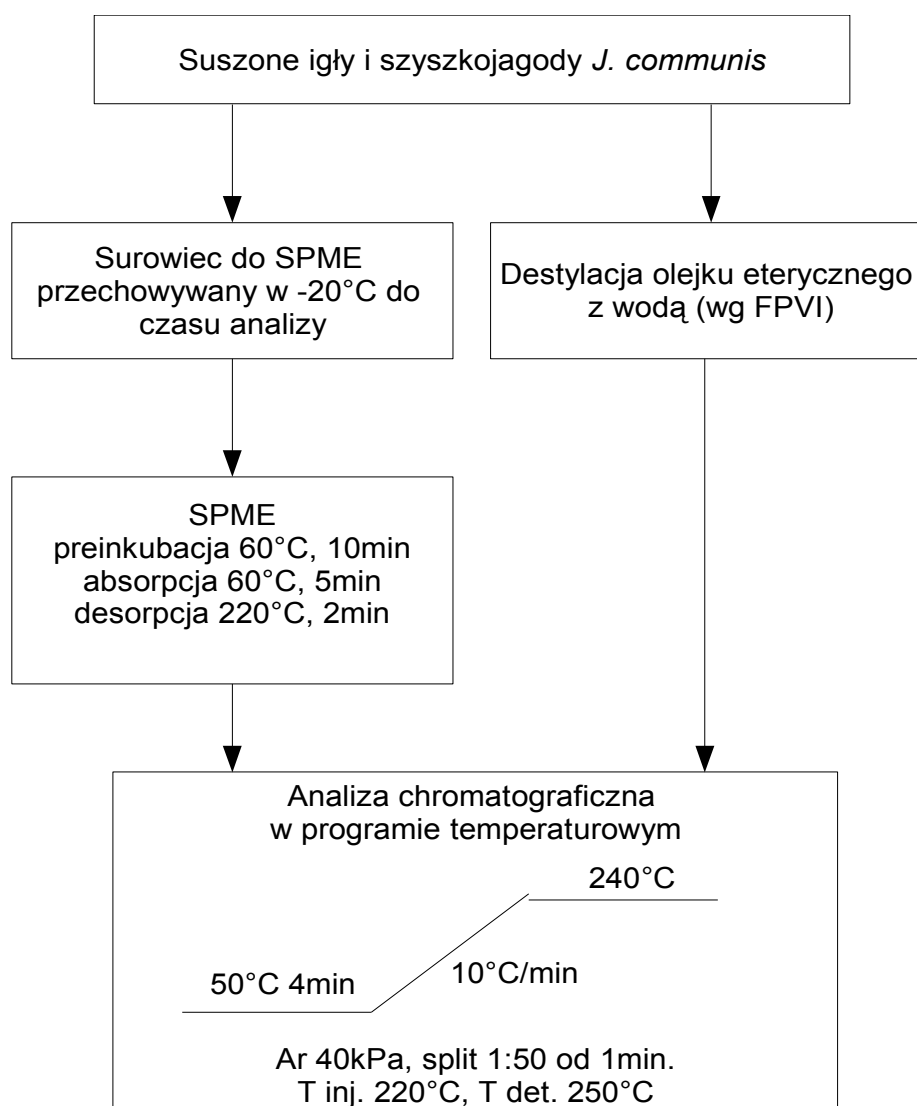 Suszone igły i szyszkojagody J. communis
Surowiec do SPME
przechowywany w -20°C do
czasu analizy
Destylacja olejku eterycznego
z wodą (wg FPVI)
SPME
preinkubacja 60°C, 10min
absorpcja 60°C, 5min
desorpcja 220°C, 2min
Analiza chromatograficzna
w programie temperaturowym
240°C
10°C/min
50°C 4min
Ar 40kPa, split 1:50 od 1min.
T inj. 220°C, T det. 250°C